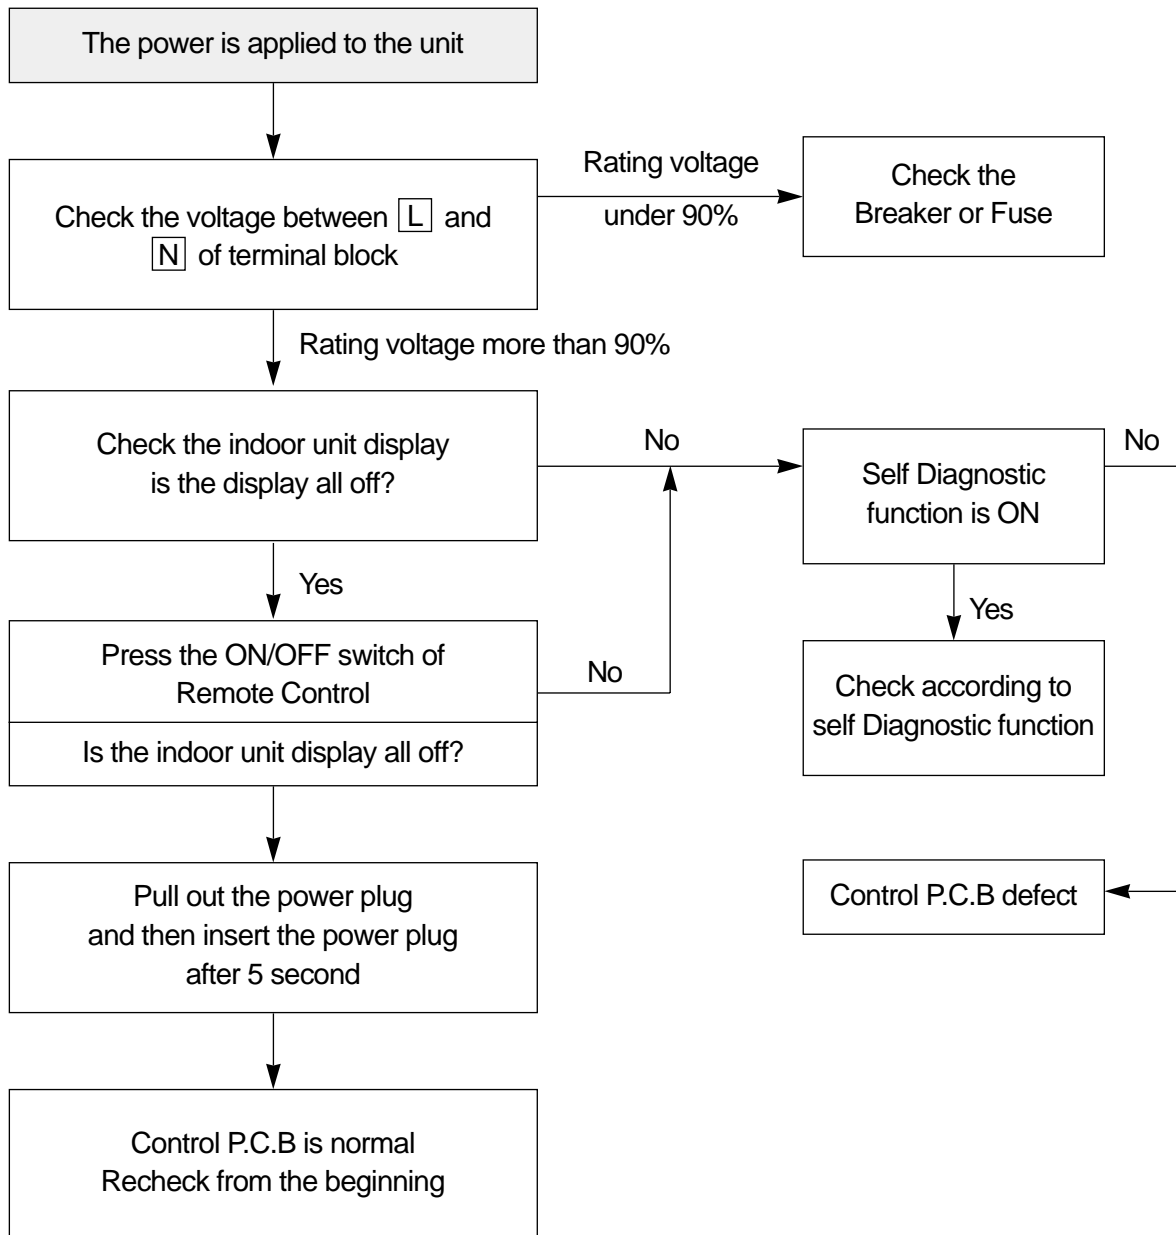 The power is applied to the unit
Check the voltage between L and
N of terminal block
Rating voltage
under 90%
Check the
Breaker or Fuse
Rating voltage more than 90%
Check the indoor unit display
is the display all off?
No
Self Diagnostic
function is ON
No
Yes
Yes
Press the ON/OFF switch of
Remote Control
No
Is the indoor unit display all off?
Check according to
self Diagnostic function
Pull out the power plug
and then insert the power plug
after 5 second
Control P.C.B defect
Control P.C.B is normal
Recheck from the beginning